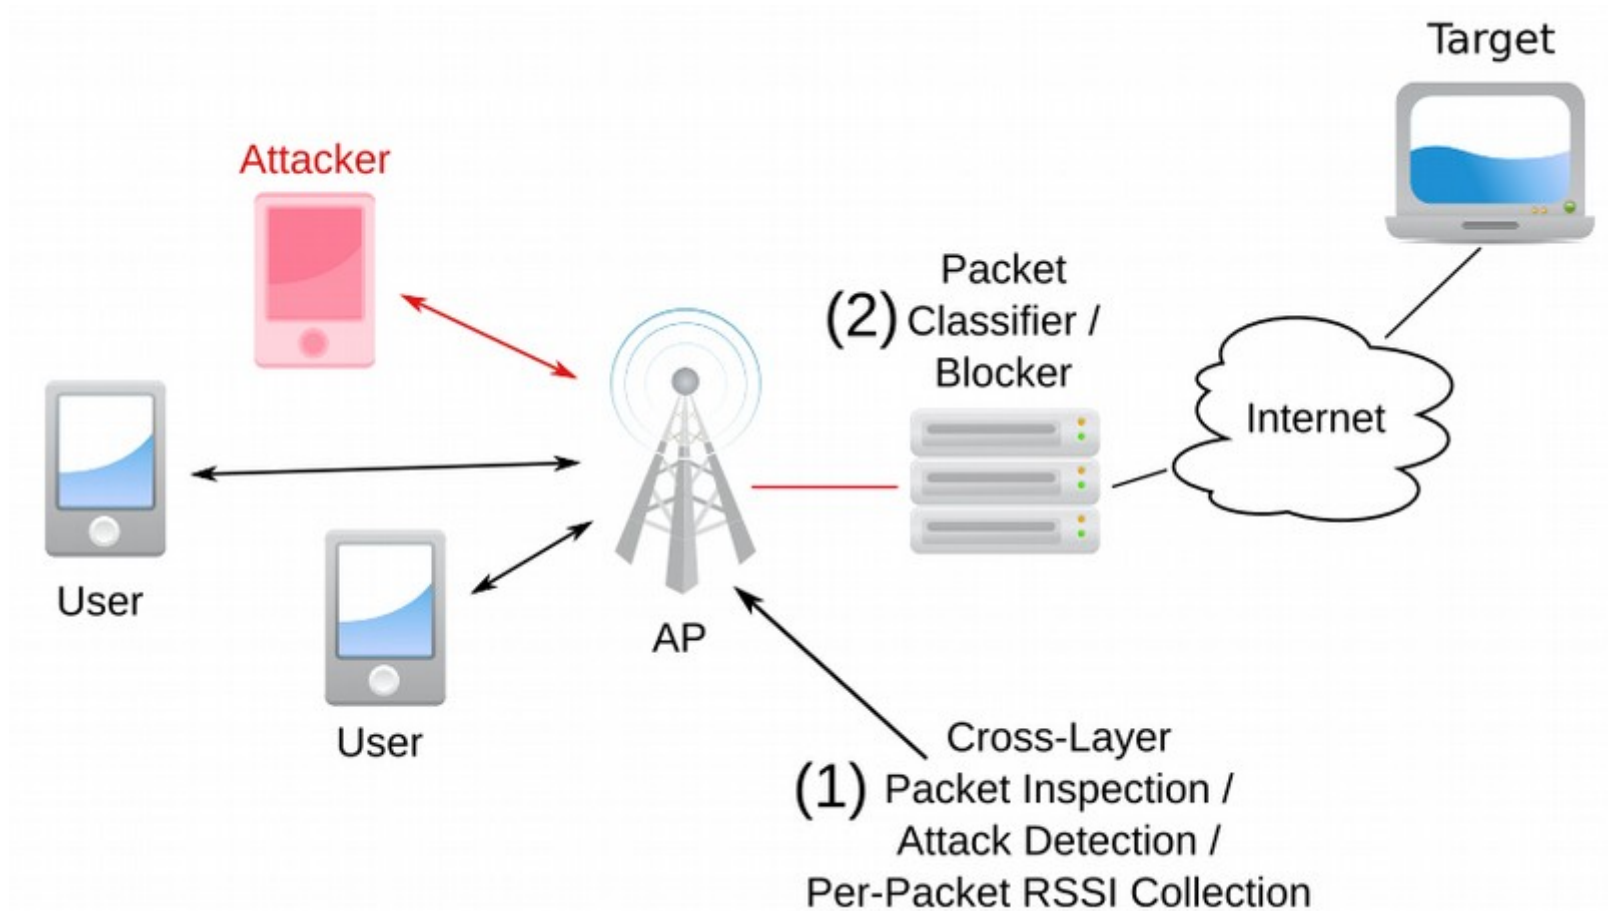 Target
Attacker
Packet
(2) Classifier /
Blocker
Internet
User
AP
User
Cross-Layer
(1) Packet Inspection /
Attack Detection /
Per-Packet RSSI Collection